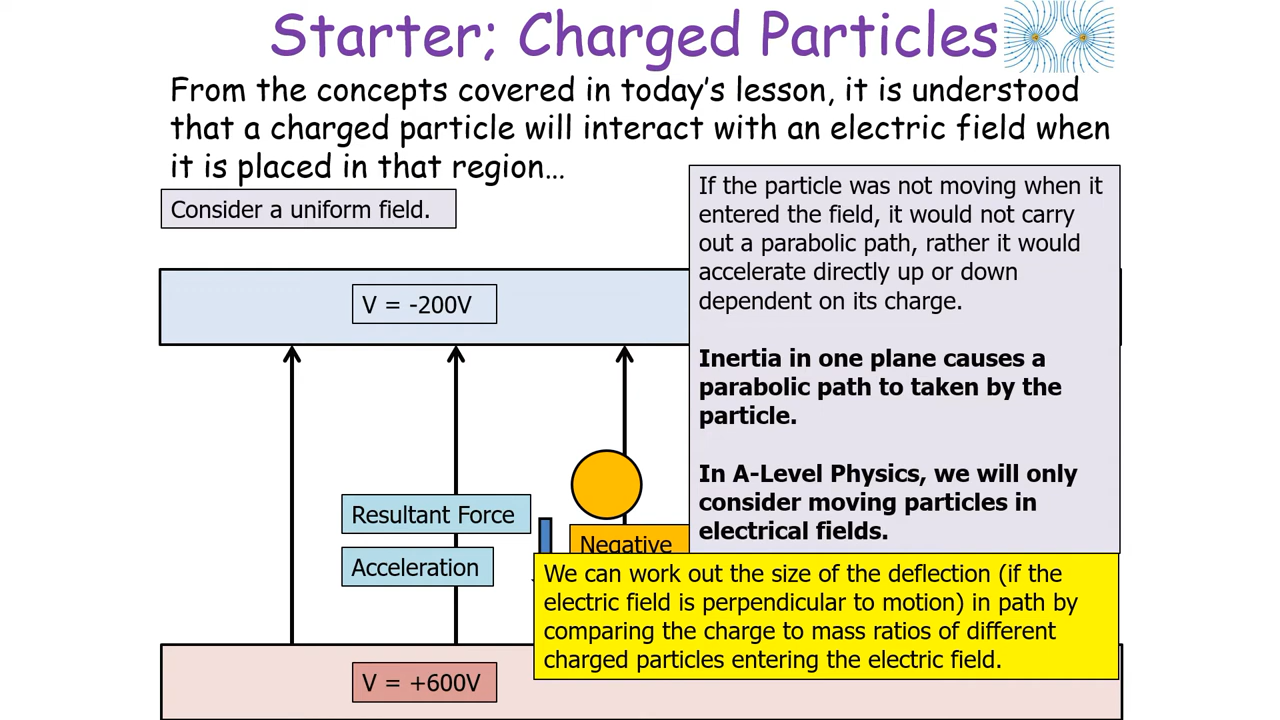 Starter; Charged Particles
From the concepts covered in today's lesson, it is understood
that a charged particle will interact with an electric field when
it is placed in that region...
Consider a uniform field.
If the particle was not moving when it
entered the field, it would not carry
out a parabolic path, rather it would
accelerate directly up or down
dependent on its charge.
Inertia in one plane causes a
parabolic path to taken by the
particle.
In A-Level Physics, we will only
consider moving particles in
electrical fields.
V = -200V
Resultant Force
Negative
Acceleration
We can work out the size of the deflection (if the
electric field is perpendicular to motion) in path by
comparing the charge to mass ratios of different
charged particles entering the electric field.
V = +600V